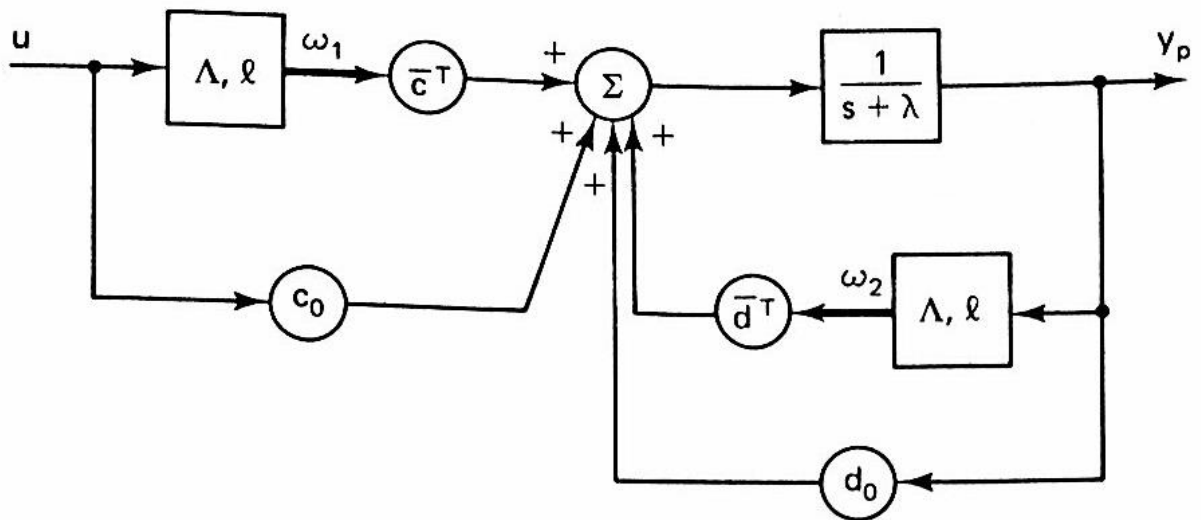 u
Λ, ℓ
ω1
c̅ᵀ
+
Σ
1
s + λ
yp
+
+
+
c0
d̅ᵀ
ω2
Λ, ℓ
d0